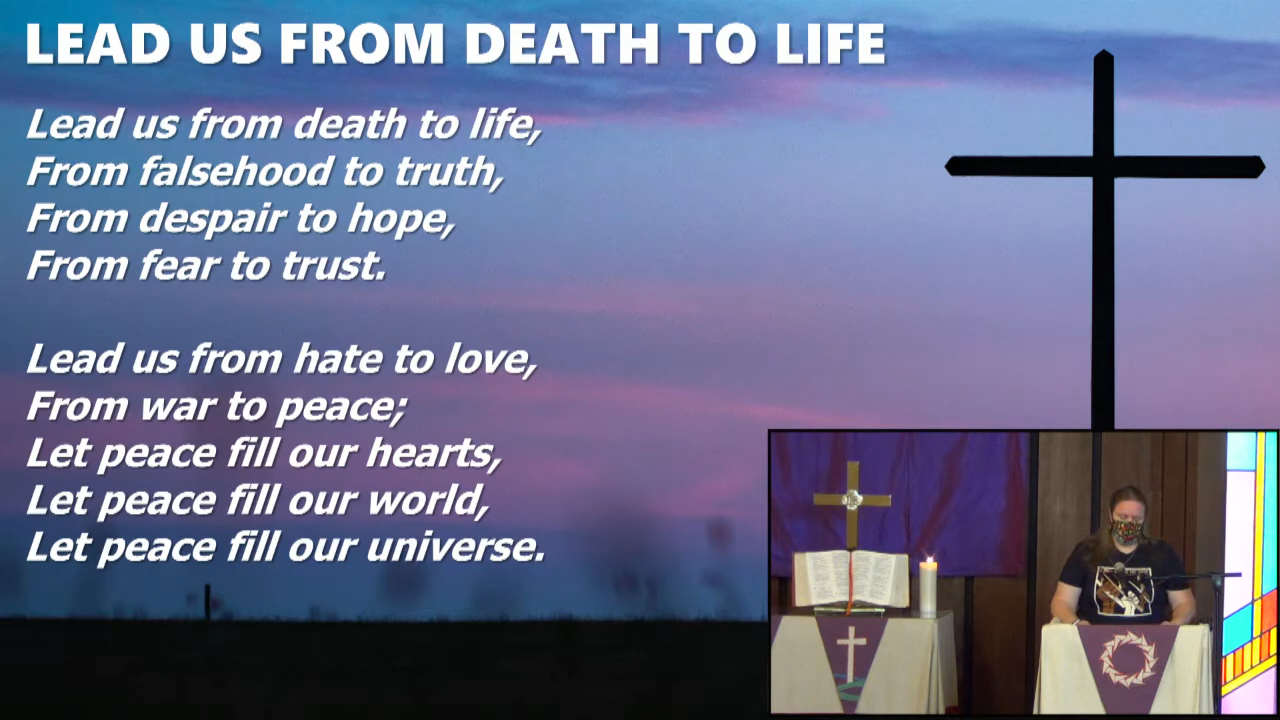 LEAD US FROM DEATH TO LIFE
Lead us from death to life,
From falsehood to truth,
From despair to hope,
From fear to trust.
Lead us from hate to love,
From war to peace;
Let peace fill our hearts,
Let peace fill our world,
Let peace fill our universe.